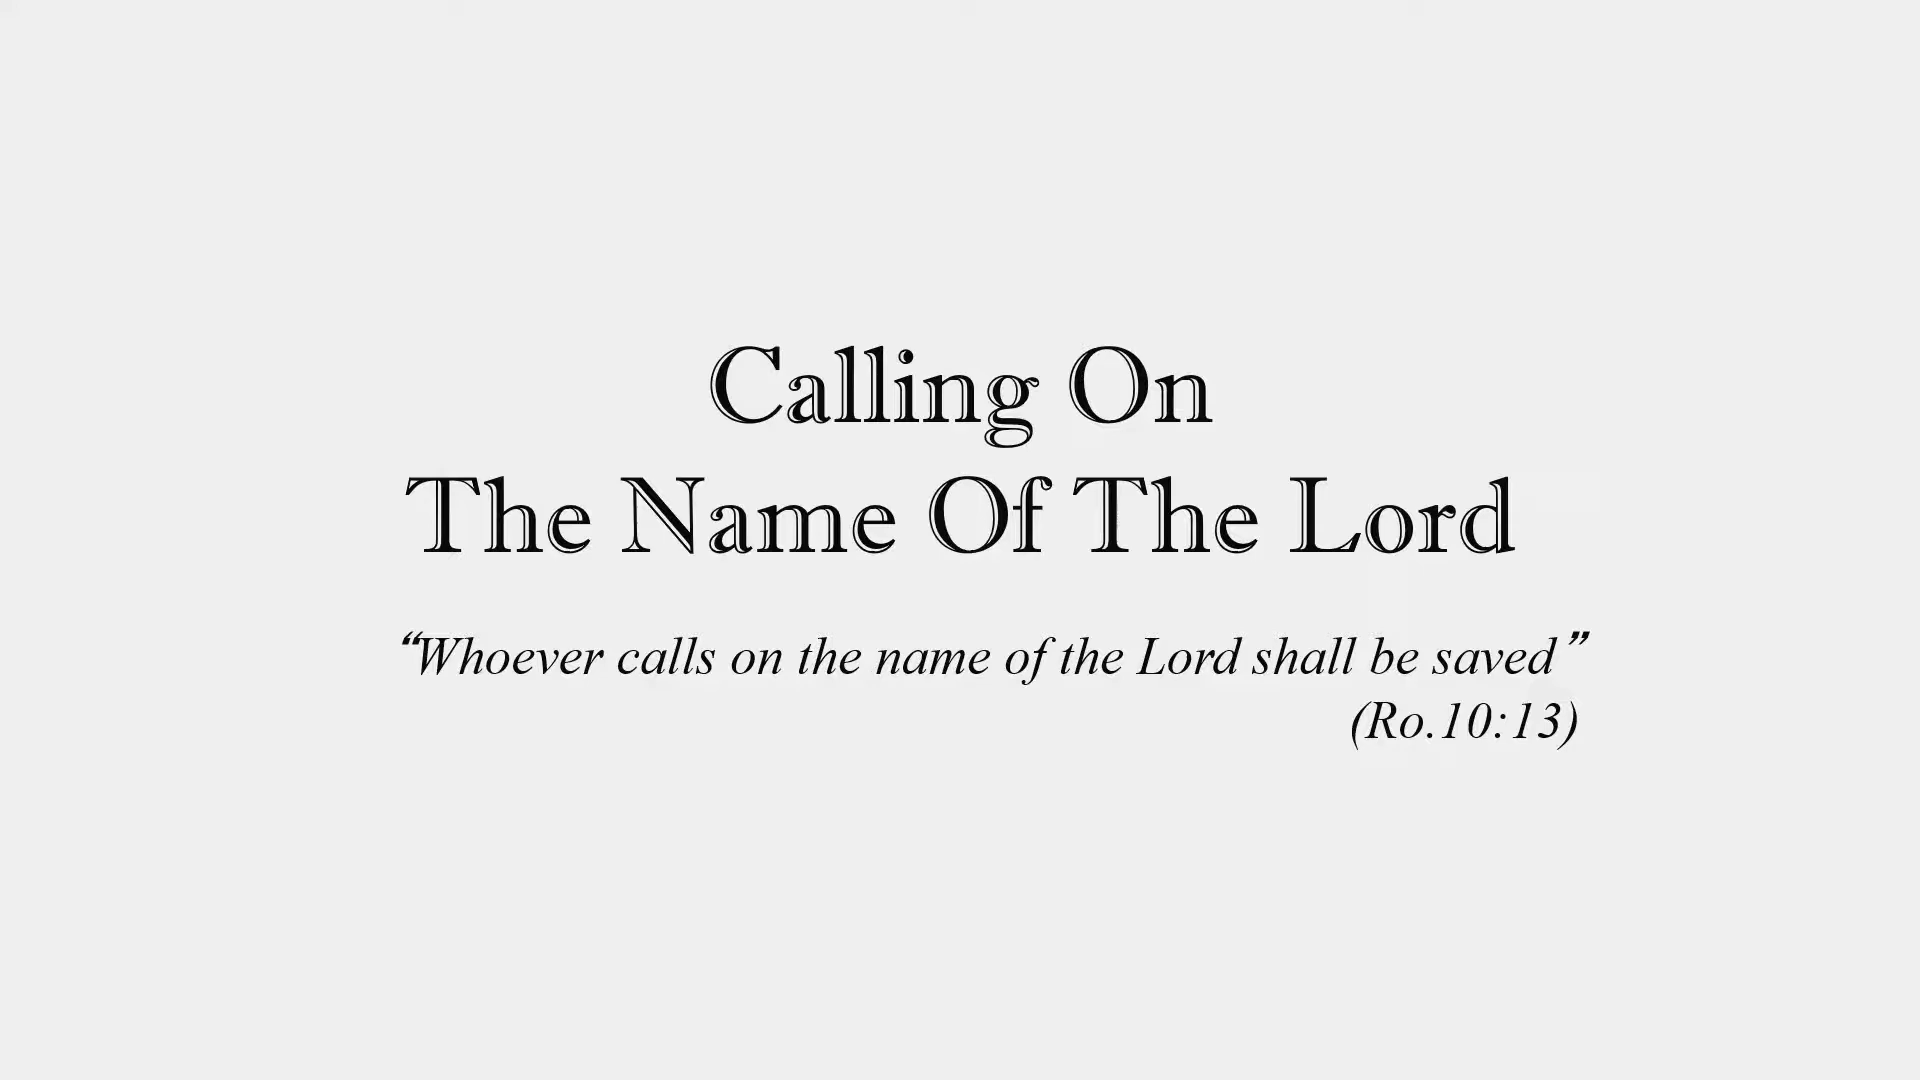 Calling On
The Name Of The Lord
“Whoever calls on the name of the Lord shall be saved”
(Ro.10:13)